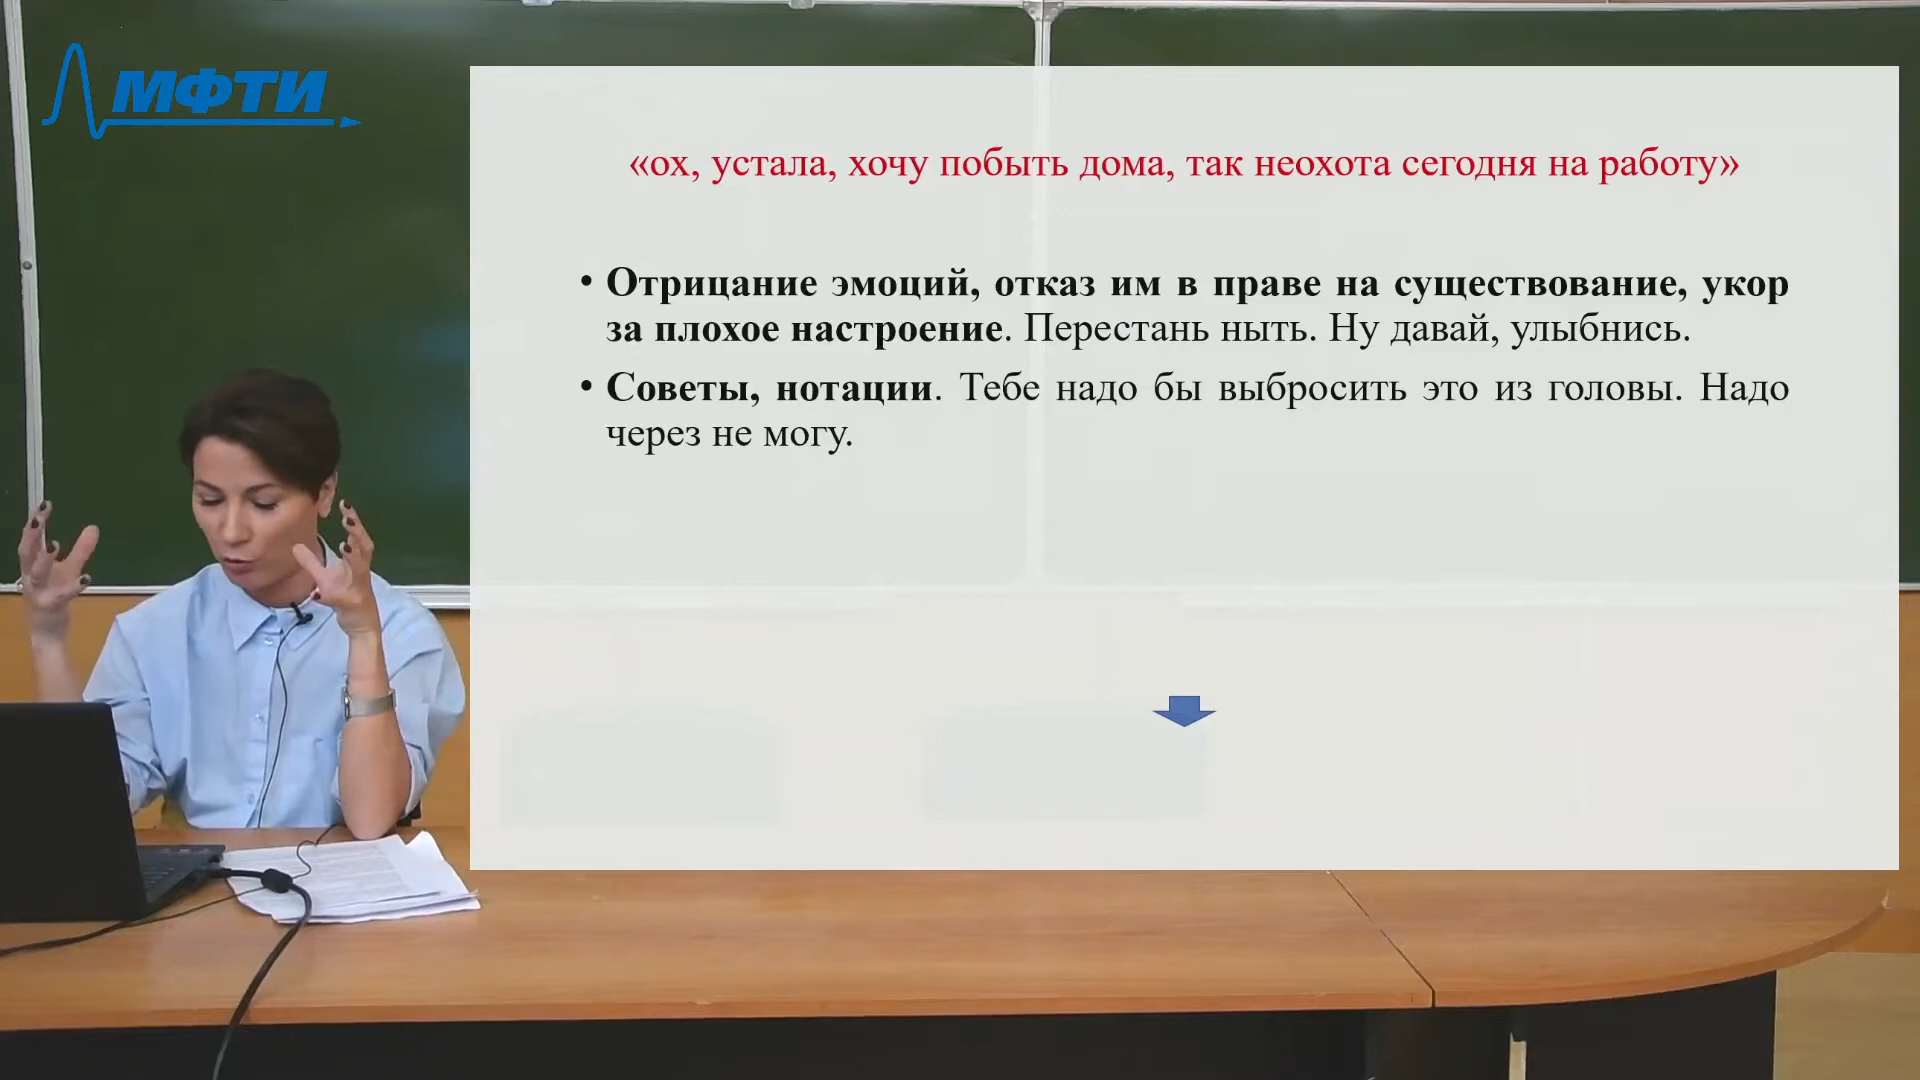 МФТИ
«ох, устала, хочу побыть дома, так неохота сегодня на работу»
• Отрицание эмоций, отказ им в праве на существование, укор
за плохое настроение. Перестань ныть. Ну давай, улыбнись.
• Советы, нотации. Тебе надо бы выбросить это из головы. Надо
через не могу.